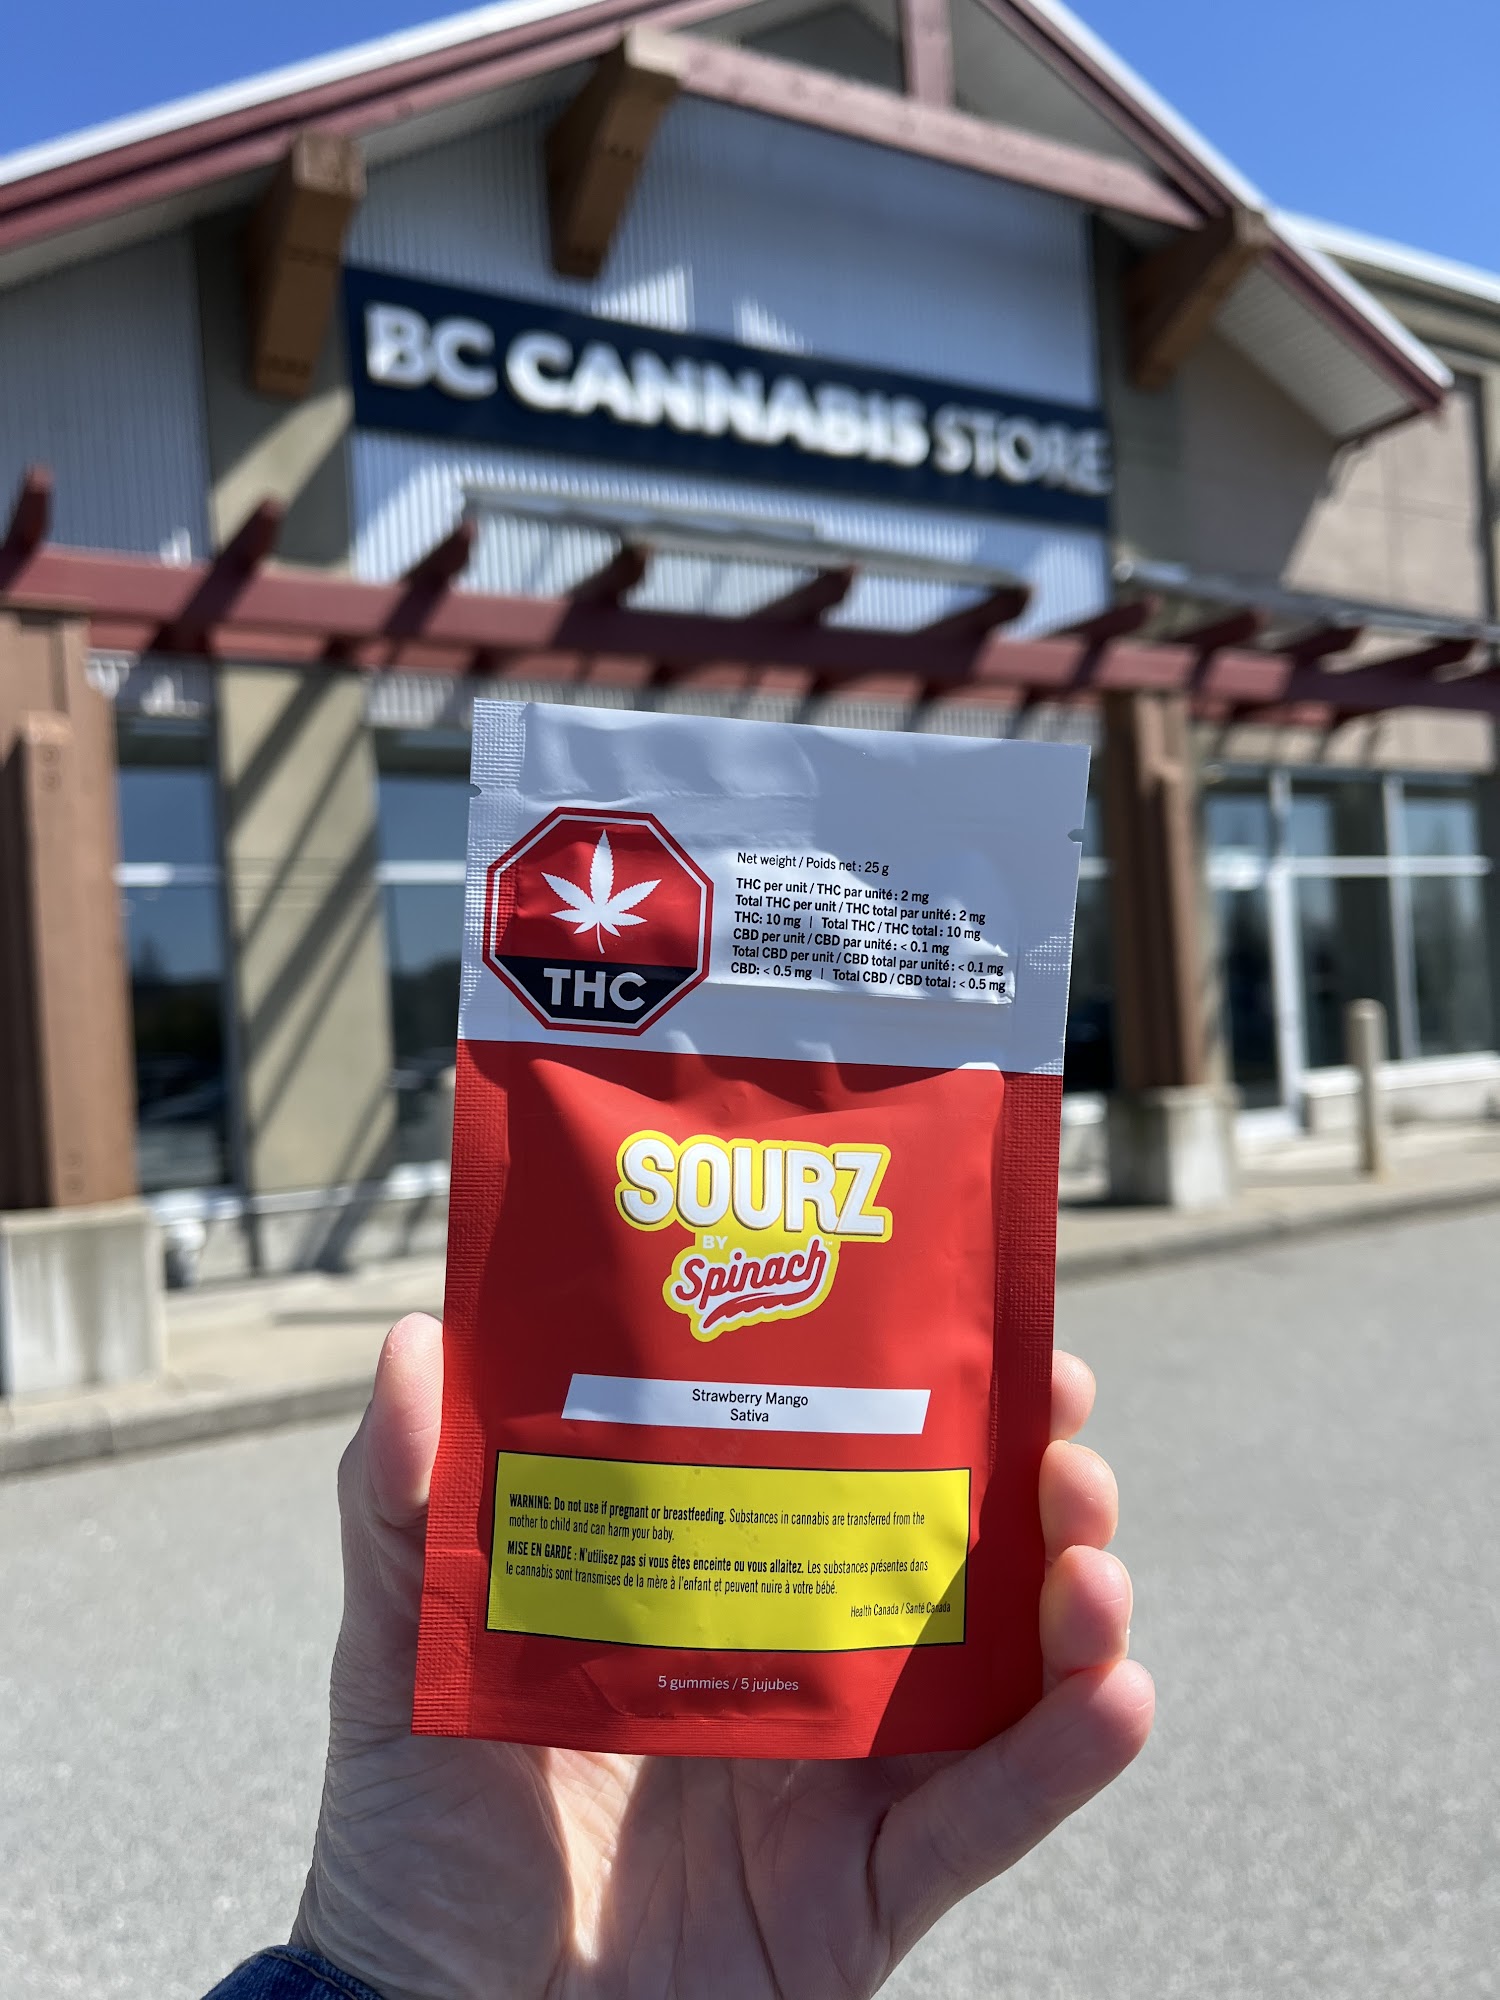 BC CANNABIS STORE
THC
Net weight / Poids net : 25 g
THC per unit / THC par unité : 2 mg
Total THC per unit / THC total par unité : 2 mg
THC: 10 mg | Total THC / THC total : 10 mg
CBD per unit / CBD par unité : < 0.1 mg
Total CBD per unit / CBD total par unité : < 0.1 mg
CBD: < 0.5 mg | Total CBD / CBD total : < 0.5 mg
SOURZ
BY
Spinach
Strawberry Mango
Sativa
WARNING: Do not use if pregnant or breastfeeding. Substances in cannabis are transferred from the
mother to child and can harm your baby.
MISE EN GARDE : N'utilisez pas si vous êtes enceinte ou vous allaitez. Les substances présentes dans
le cannabis sont transmises de la mère à l'enfant et peuvent nuire à votre bébé.
Health Canada / Santé Canada
5 gummies / 5 jujubes